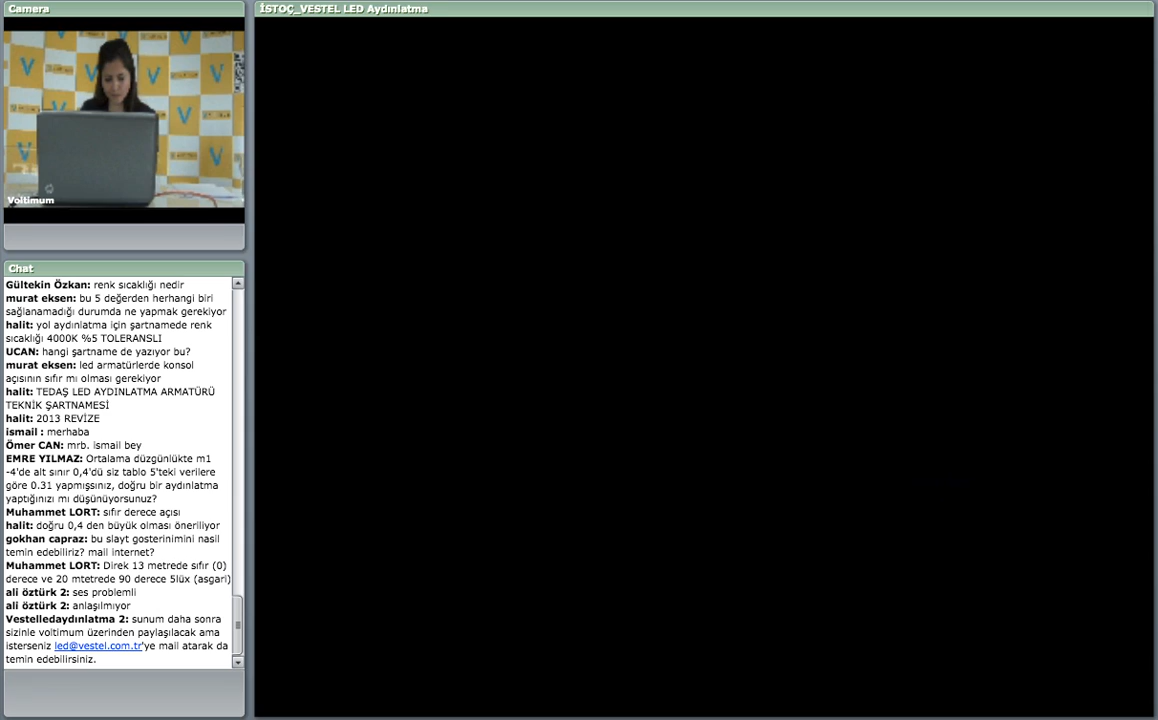 Camera
İSTOÇ_VESTEL LED Aydınlatma
Voltimum
Chat
Gültekin Özkan: renk sıcaklığı nedir
murat eksen: bu 5 değerden herhangi biri
sağlanamadığı durumda ne yapmak gerekiyor
halit: yol aydınlatma için şartnamede renk
sıcaklığı 4000K %5 TOLERANSLI
UCAN: hangi şartname de yazıyor bu?
murat eksen: led armatürlerde konsol
açısının sıfır mı olması gerekiyor
halit: TEDAŞ LED AYDINLATMA ARMATÜRÜ
TEKNİK ŞARTNAMESİ
halit: 2013 REVİZE
ismail : merhaba
Ömer CAN: mrb. ismail bey
EMRE YILMAZ: Ortalama düzgünlükte m1
-4'de alt sınır 0,4'dü siz tablo 5'teki verilere
göre 0.31 yapmışsınız, doğru bir aydınlatma
yaptığınızı mı düşünüyorsunuz?
Muhammet LORT: sıfır derece açısı
halit: doğru 0,4 den büyük olması öneriliyor
gokhan capraz: bu slayt gosterinimini nasil
temin edebiliriz? mail internet?
Muhammet LORT: Direk 13 metrede sıfır (0)
derece ve 20 mtetrede 90 derece 5lüx (asgari)
ali öztürk 2: ses problemli
ali öztürk 2: anlaşılmıyor
Vestelledaydınlatma 2: sunum daha sonra
sizinle voltimum üzerinden paylaşılacak ama
isterseniz led@vestel.com.tr'ye mail atarak da
temin edebilirsiniz.